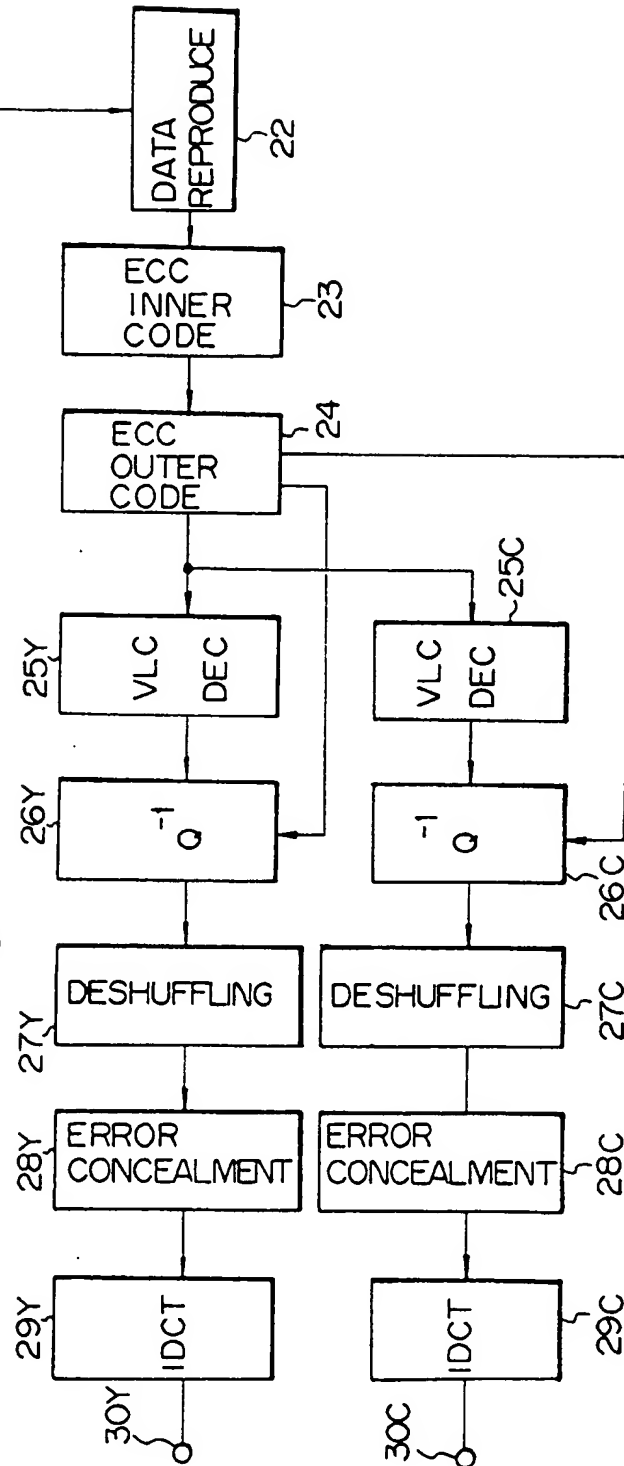 DATA
REPRODUCE
22
ECC
INNER
CODE
23
ECC
OUTER
CODE
24
25Y
VLC
DEC
25C
VLC
DEC
26Y
Q⁻¹
26C
Q⁻¹
27Y
DESHUFFLING
27C
DESHUFFLING
28Y
ERROR
CONCEALMENT
28C
ERROR
CONCEALMENT
29Y
IDCT
29C
IDCT
30Y
30C